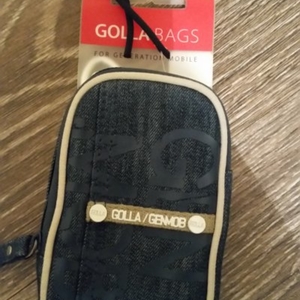 GOLLA BAGS
FOR GENERATION MOBILE
GOLLA / GENMOB